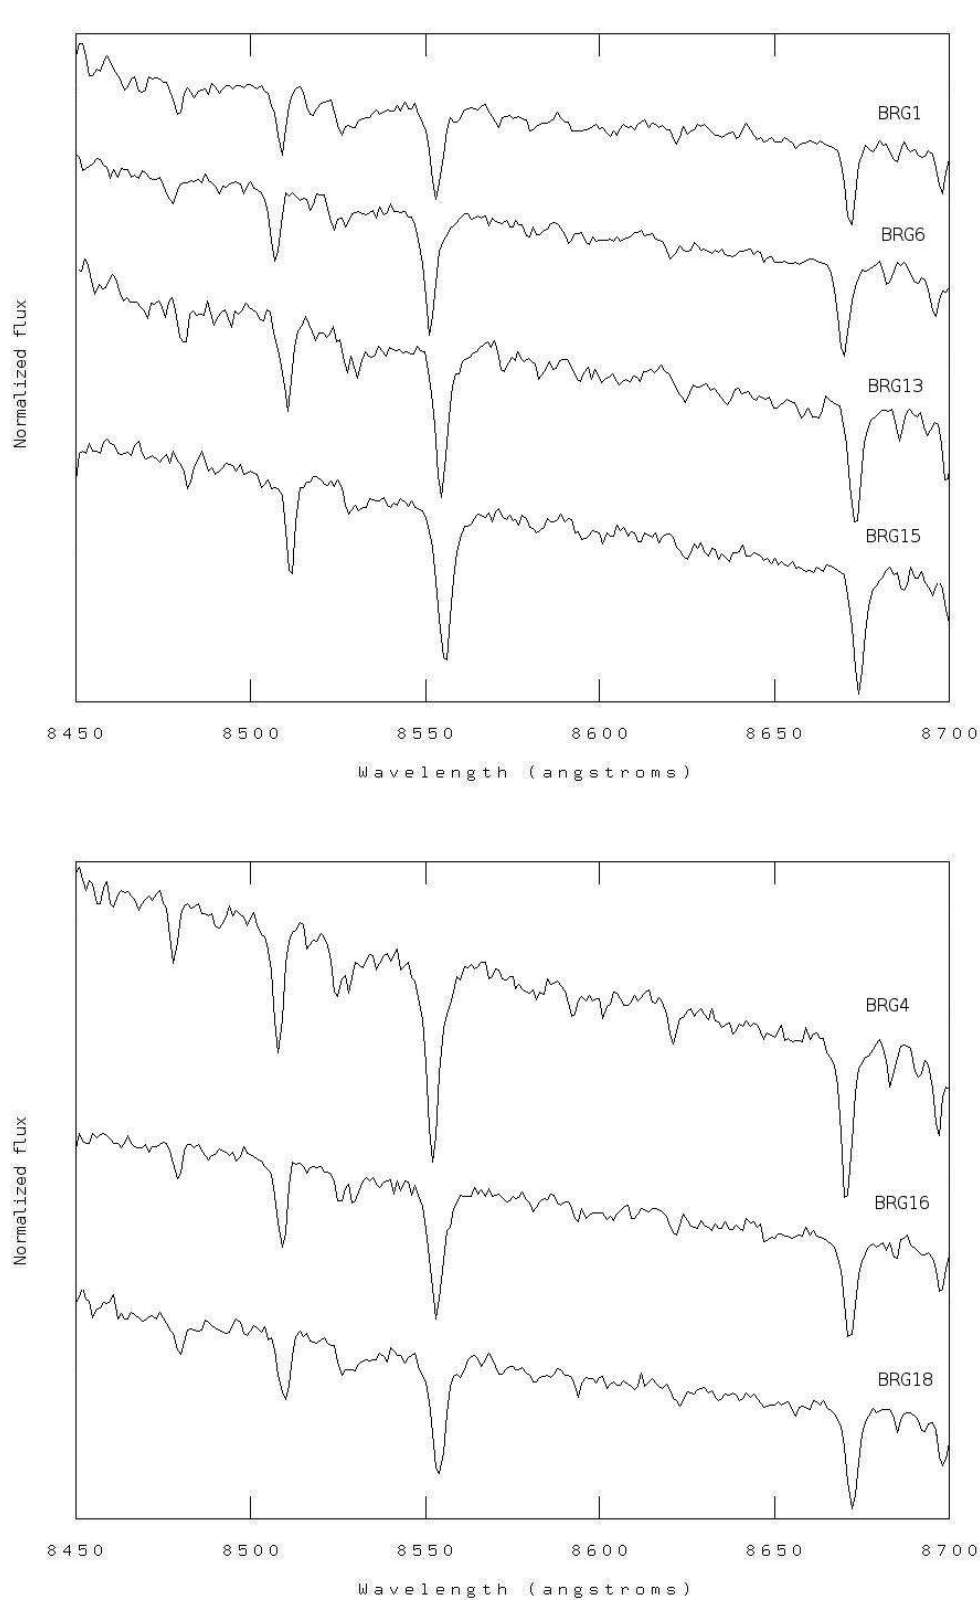 BRG1
BRG6
BRG13
BRG15
Normalized flux
8450 8500 8550 8600 8650 8700
Wavelength (angstroms)
BRG4
BRG16
BRG18
Normalized flux
8450 8500 8550 8600 8650 8700
Wavelength (angstroms)